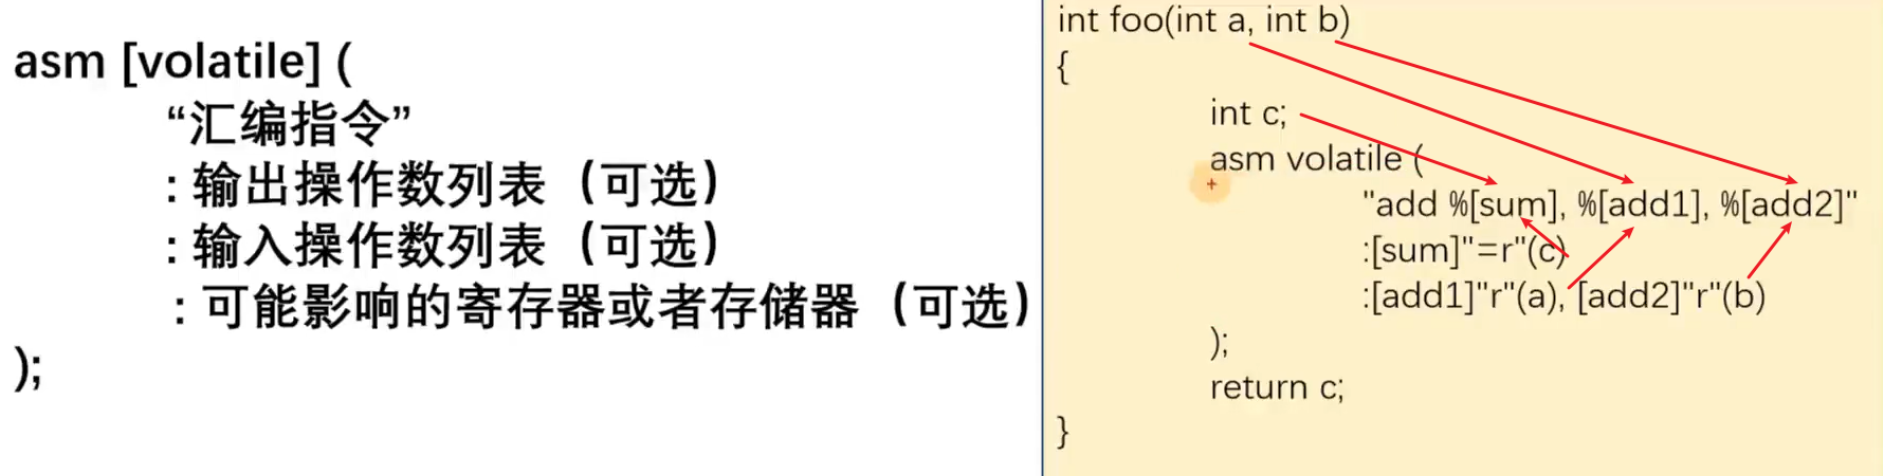 asm [volatile] (
“汇编指令”
: 输出操作数列表（可选）
: 输入操作数列表（可选）
: 可能影响的寄存器或者存储器（可选）
);
int foo(int a, int b)
{
int c;
asm volatile (
"add %[sum], %[add1], %[add2]"
:[sum]"=r"(c)
:[add1]"r"(a), [add2]"r"(b)
);
return c;
}